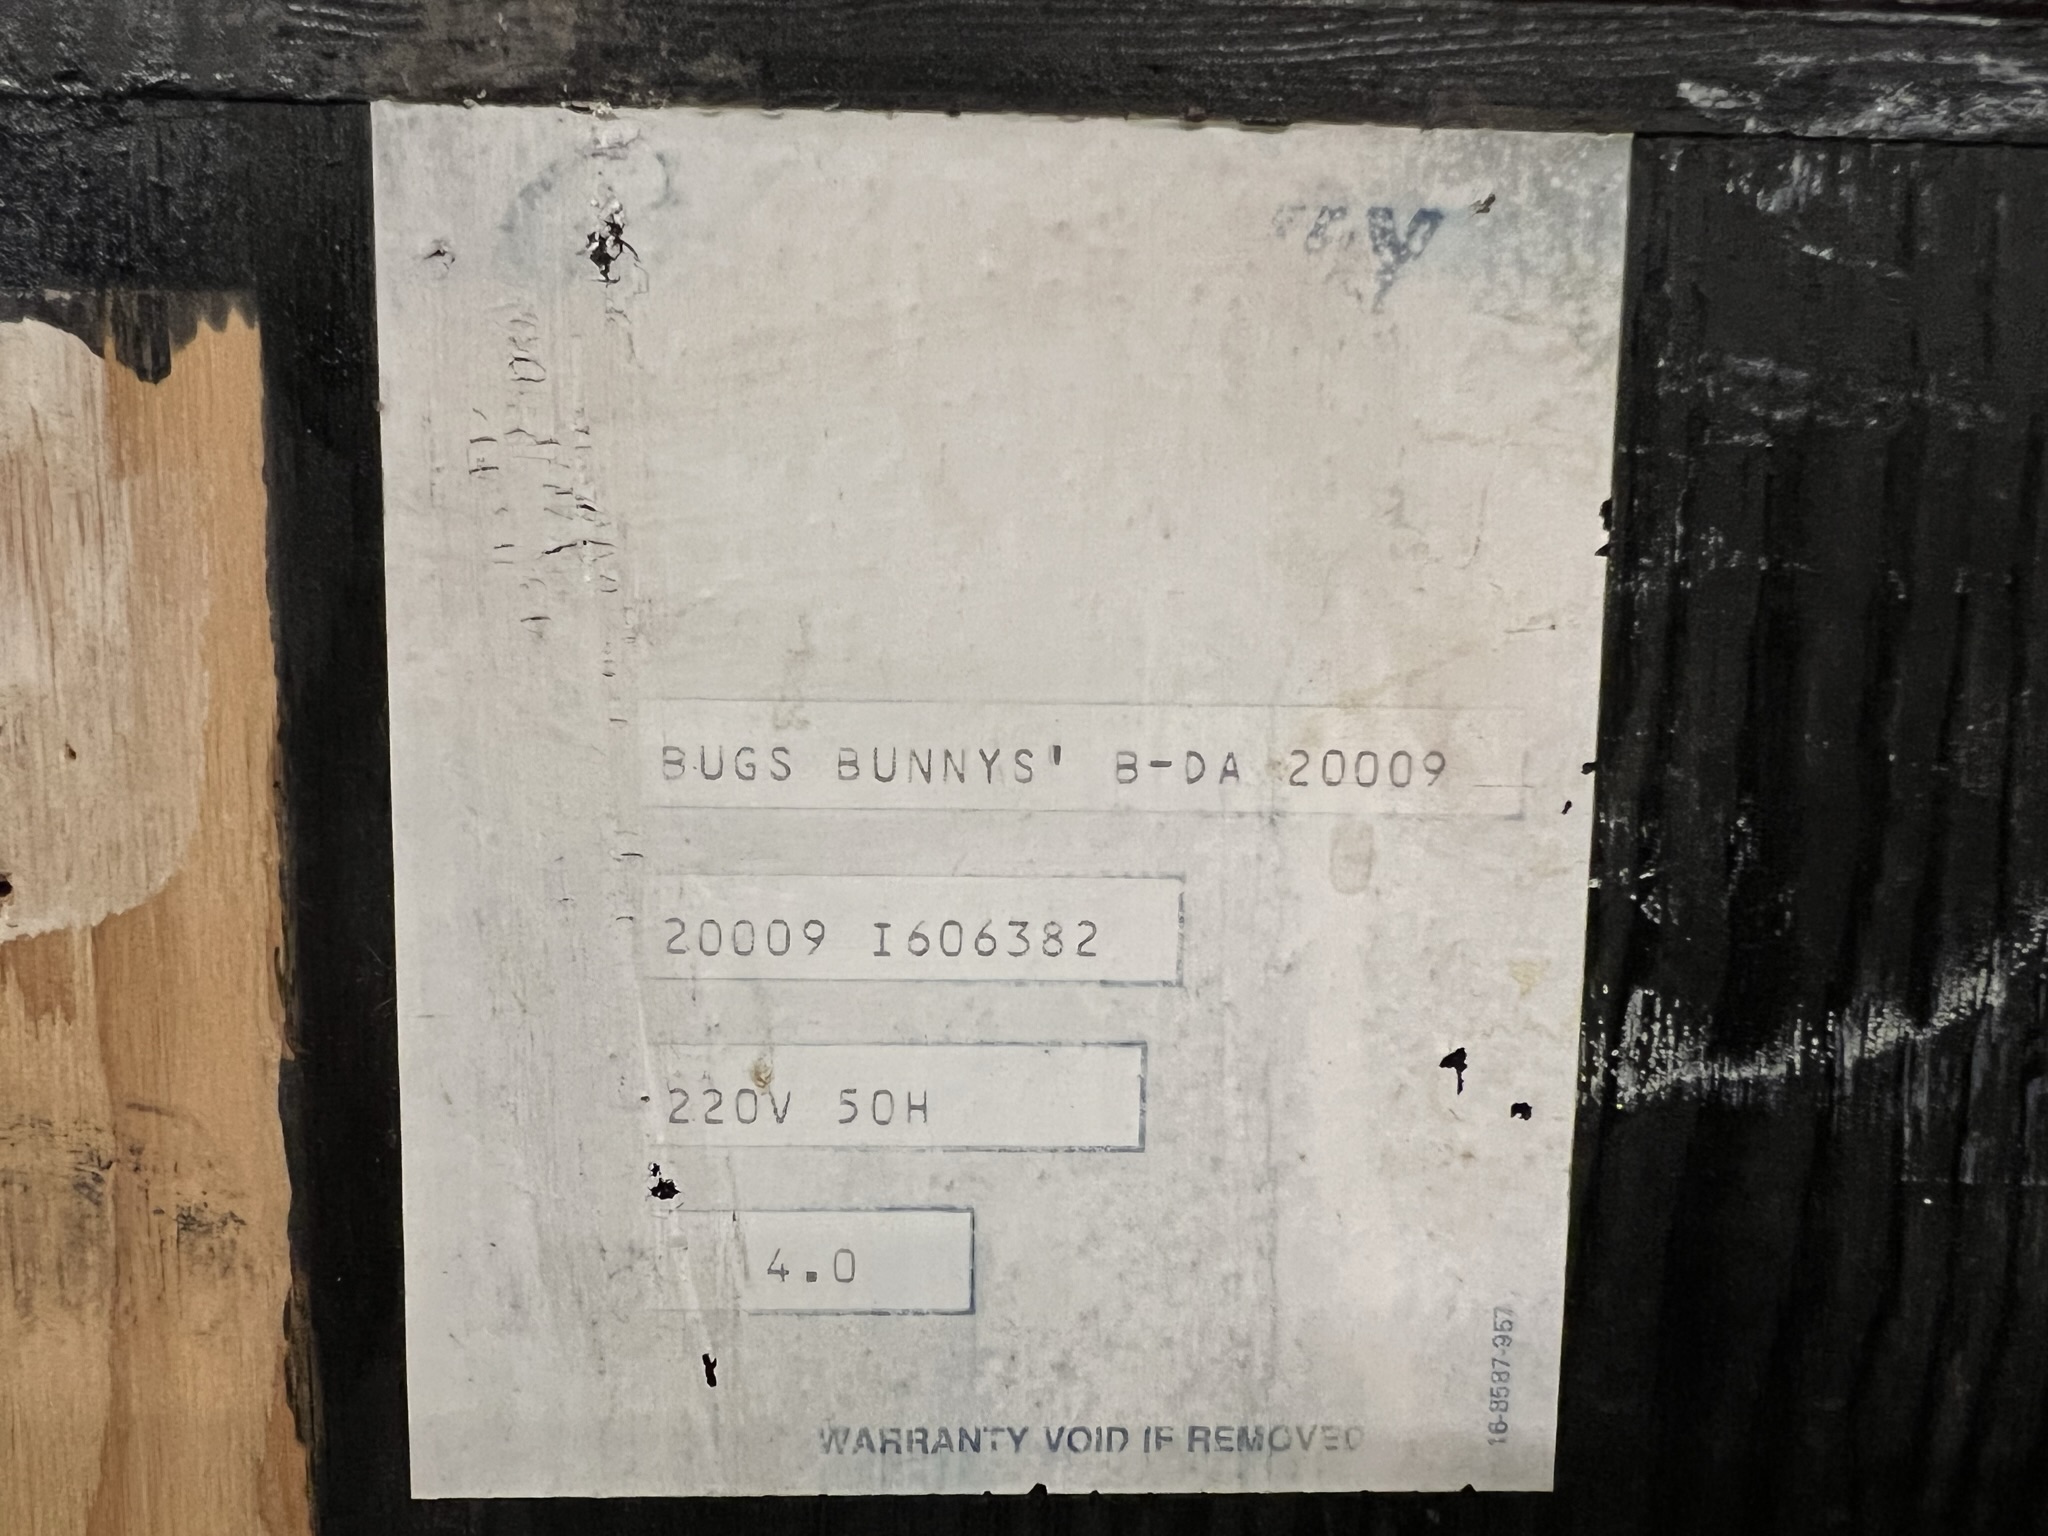 BUGS BUNNYS' B-DA 20009
20009 I606382
220V 50H
4.0
WARRANTY VOID IF REMOVED
16-8587-957